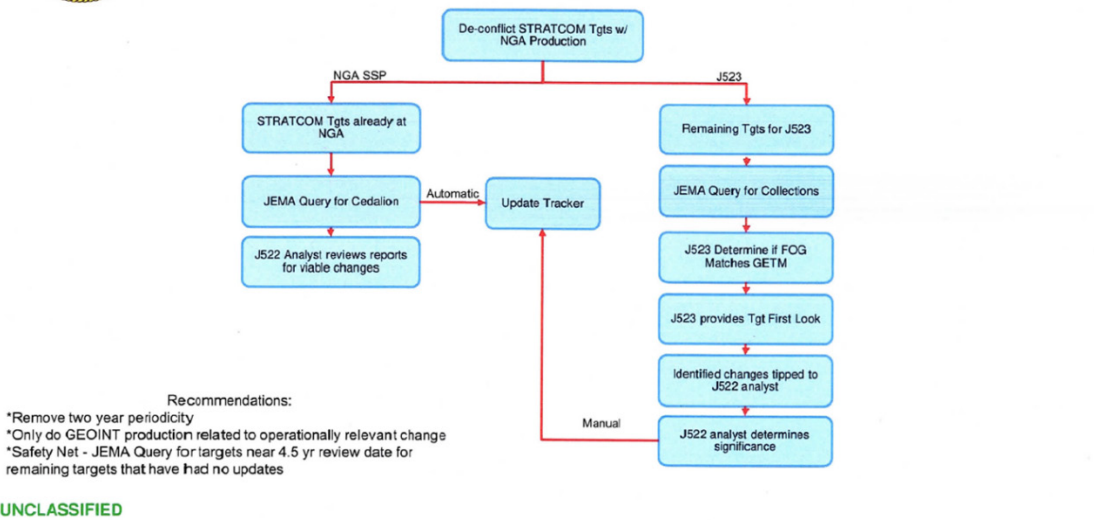 De-conflict STRATCOM Tgts w/
NGA Production
NGA SSP
J523
STRATCOM Tgts already at
NGA
Remaining Tgts for J523
JEMA Query for Cedalion
Automatic
Update Tracker
JEMA Query for Collections
J522 Analyst reviews reports
for viable changes
J523 Determine if FOG
Matches GETM
J523 provides Tgt First Look
Identified changes tipped to
J522 analyst
Manual
J522 analyst determines
significance
Recommendations:
*Remove two year periodicity
*Only do GEOINT production related to operationally relevant change
*Safety Net - JEMA Query for targets near 4.5 yr review date for
remaining targets that have had no updates
UNCLASSIFIED